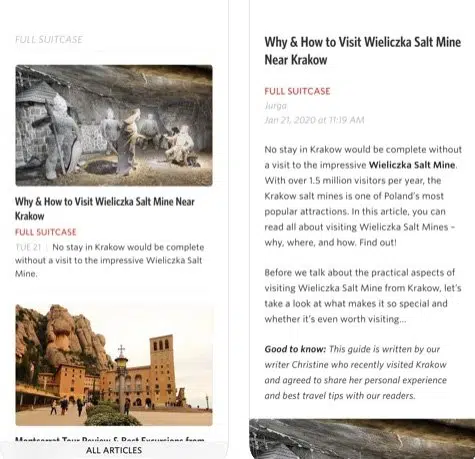 FULL SUITCASE
Why & How to Visit Wieliczka Salt Mine Near
Krakow
FULL SUITCASE
TUE 21 | No stay in Krakow would be complete
without a visit to the impressive Wieliczka Salt
Mine.
Montserrat Tour Review & Best Excursions from
ALL ARTICLES
Why & How to Visit Wieliczka Salt Mine
Near Krakow
FULL SUITCASE
Jurga
Jan 21, 2020 at 11:19 AM
No stay in Krakow would be complete without
a visit to the impressive Wieliczka Salt Mine.
With over 1.5 million visitors per year, the
Krakow salt mines is one of Poland's most
popular attractions. In this article, you can
read all about visiting Wieliczka Salt Mines –
why, where, and how. Find out!
Before we talk about the practical aspects of
visiting Wieliczka Salt Mine from Krakow, let's
take a look at what makes it so special and
whether it's even worth visiting...
Good to know: This guide is written by our
writer Christine who recently visited Krakow
and agreed to share her personal experience
and best travel tips with our readers.